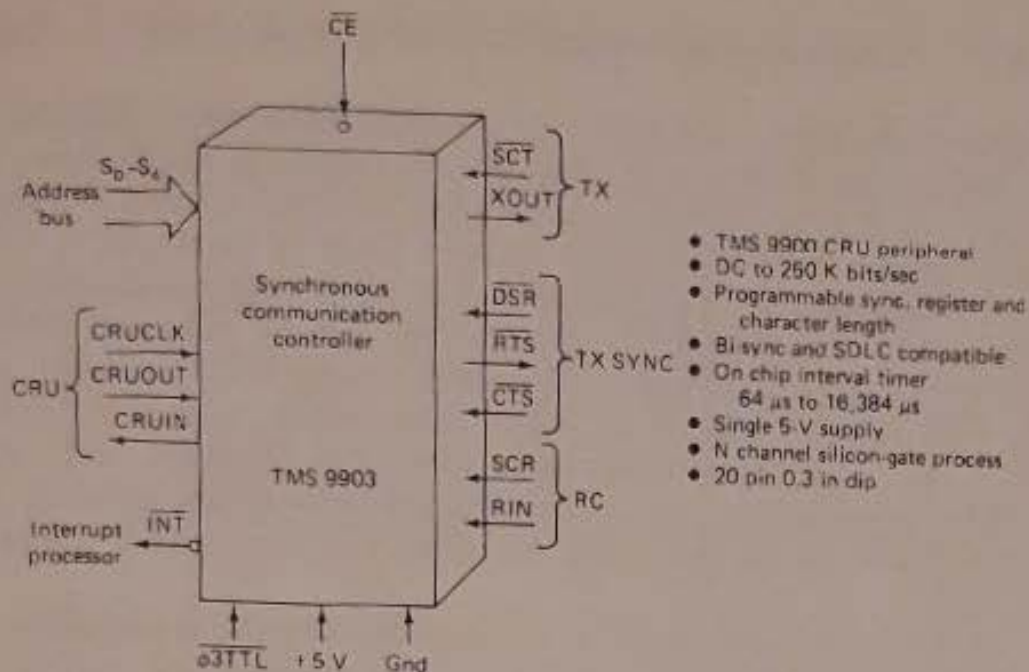 CE
S0-S4
Address
bus
SCT
XOUT
TX
Synchronous
communication
controller
DSR
RTS
CTS
TX SYNC
CRU
CRUCLK
CRUOUT
CRUIN
TMS 9903
SCR
RIN
RC
Interrupt
processor
INT
ø3TTL
+5 V
Gnd
• TMS 9900 CRU peripheral
• DC to 250 K bits/sec
• Programmable sync, register and
character length
• Bi sync and SDLC compatible
• On chip interval timer
64 µs to 16,384 µs
• Single 5-V supply
• N channel silicon-gate process
• 20 pin 0.3 in dip